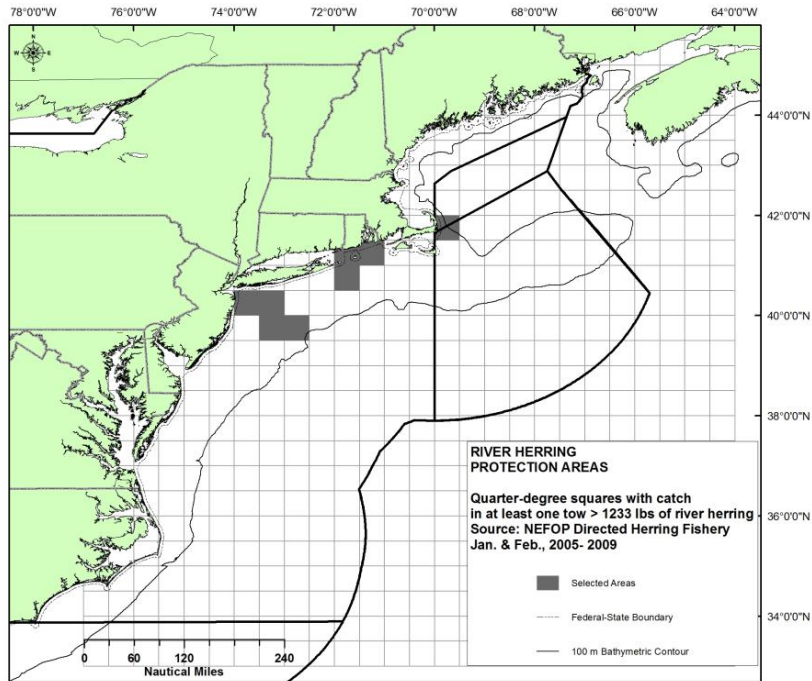 78°0'0"W 76°0'0"W 74°0'0"W 72°0'0"W 70°0'0"W 68°0'0"W 66°0'0"W 64°0'0"W
N
W E
S
44°0'0"N
42°0'0"N
40°0'0"N
38°0'0"N
36°0'0"N
34°0'0"N
RIVER HERRING
PROTECTION AREAS
Quarter-degree squares with catch
in at least one tow > 1233 lbs of river herring
Source: NEFOP Directed Herring Fishery
Jan. & Feb., 2005- 2009
Selected Areas
Federal-State Boundary
100 m Bathymetric Contour
0 60 120 240
Nautical Miles